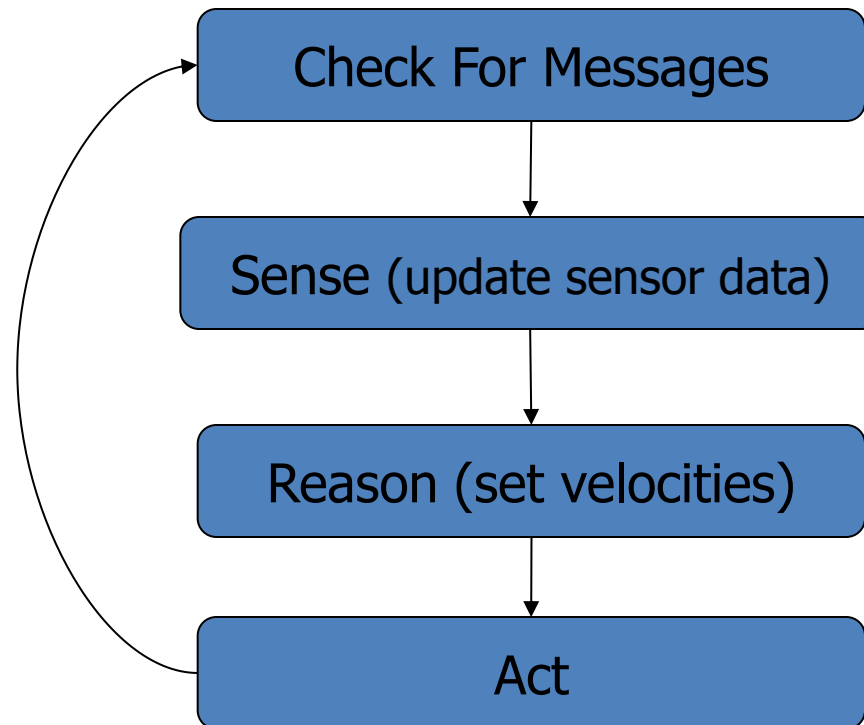 Check For Messages
Sense (update sensor data)
Reason (set velocities)
Act